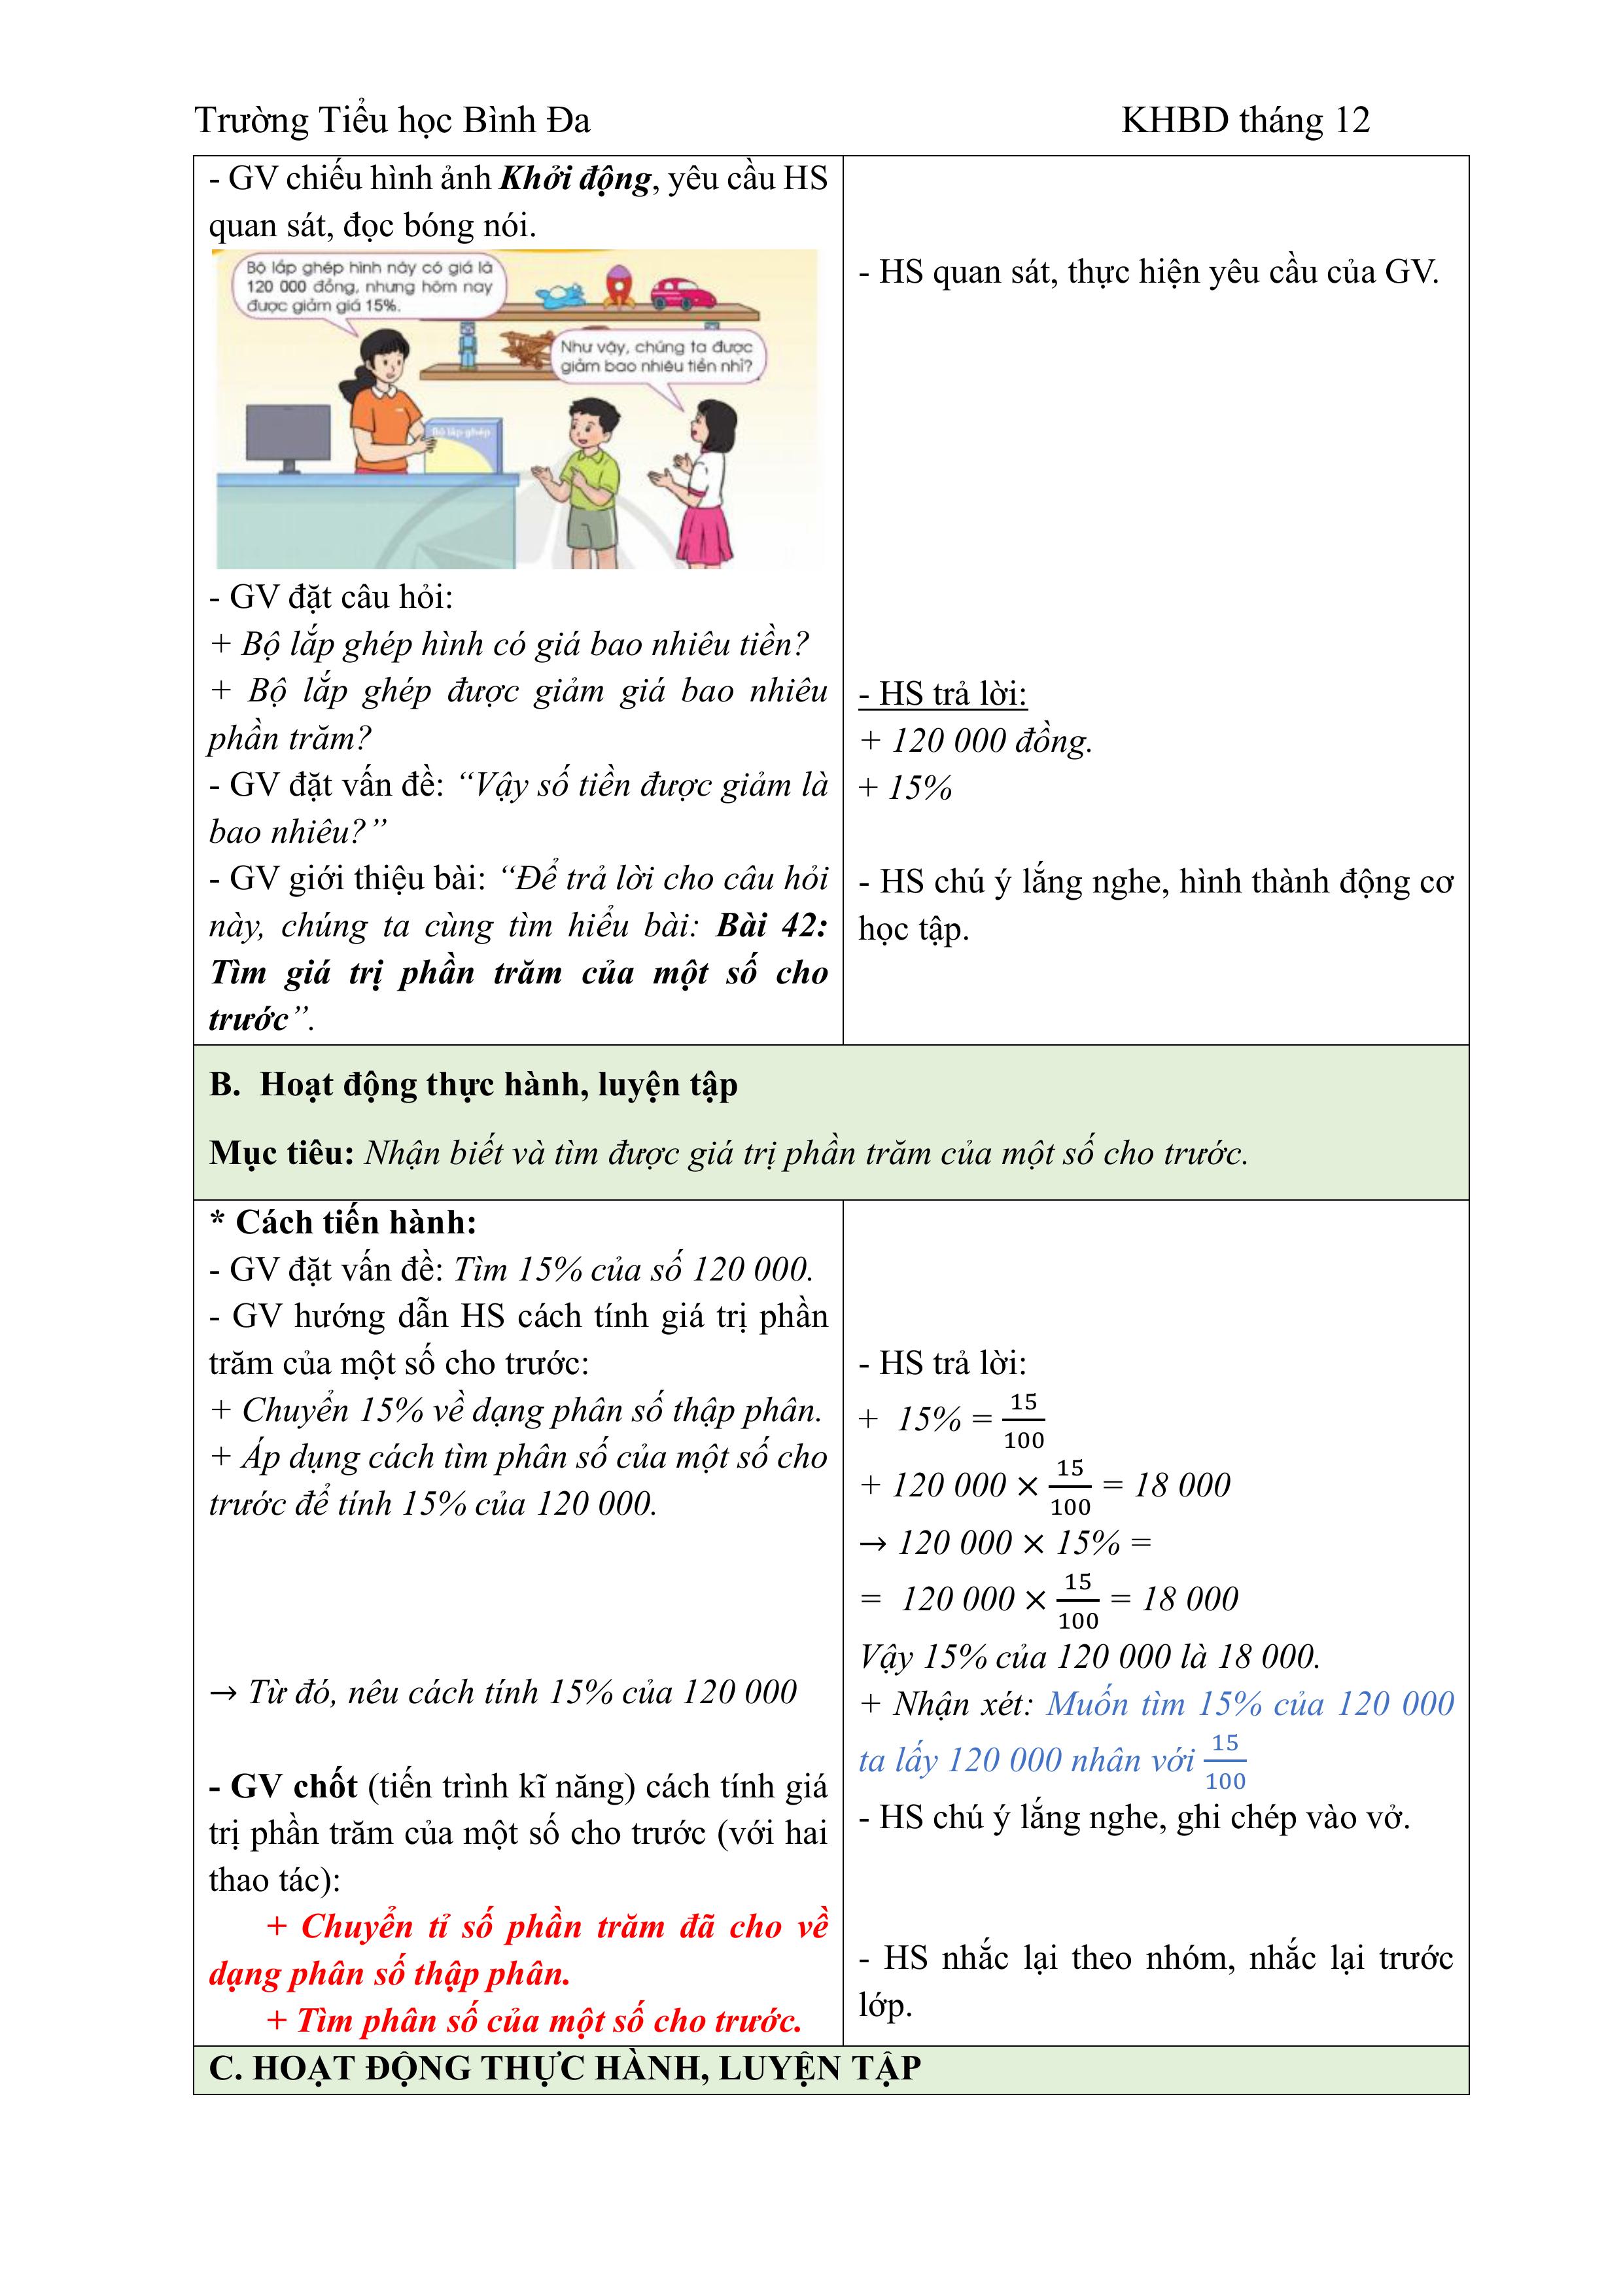 Trường Tiểu học Bình Đa
KHBD tháng 12
- GV chiếu hình ảnh Khởi động, yêu cầu HS
quan sát, đọc bóng nói.
Bộ lắp ghép hình này có giá là
120 000 đồng, nhưng hôm nay
được giảm giá 15%.
Như vậy, chúng ta được
giảm bao nhiêu tiền nhỉ?
Bộ lắp ghép
- GV đặt câu hỏi:
+ Bộ lắp ghép hình có giá bao nhiêu tiền?
+ Bộ lắp ghép được giảm giá bao nhiêu
phần trăm?
- GV đặt vấn đề: “Vậy số tiền được giảm là
bao nhiêu?”
- GV giới thiệu bài: “Để trả lời cho câu hỏi
này, chúng ta cùng tìm hiểu bài: Bài 42:
Tìm giá trị phần trăm của một số cho
trước”.
- HS quan sát, thực hiện yêu cầu của GV.
- HS trả lời:
+ 120 000 đồng.
+ 15%
- HS chú ý lắng nghe, hình thành động cơ
học tập.
B. Hoạt động thực hành, luyện tập
Mục tiêu: Nhận biết và tìm được giá trị phần trăm của một số cho trước.
* Cách tiến hành:
- GV đặt vấn đề: Tìm 15% của số 120 000.
- GV hướng dẫn HS cách tính giá trị phần
trăm của một số cho trước:
+ Chuyển 15% về dạng phân số thập phân.
+ Áp dụng cách tìm phân số của một số cho
trước để tính 15% của 120 000.
→ Từ đó, nêu cách tính 15% của 120 000
- GV chốt (tiến trình kĩ năng) cách tính giá
trị phần trăm của một số cho trước (với hai
thao tác):
+ Chuyển tỉ số phần trăm đã cho về
dạng phân số thập phân.
+ Tìm phân số của một số cho trước.
- HS trả lời:
+ 15% = 15/100
+ 120 000 × 15/100 = 18 000
→ 120 000 × 15% =
= 120 000 × 15/100 = 18 000
Vậy 15% của 120 000 là 18 000.
+ Nhận xét: Muốn tìm 15% của 120 000
ta lấy 120 000 nhân với 15/100
- HS chú ý lắng nghe, ghi chép vào vở.
- HS nhắc lại theo nhóm, nhắc lại trước
lớp.
C. HOẠT ĐỘNG THỰC HÀNH, LUYỆN TẬP